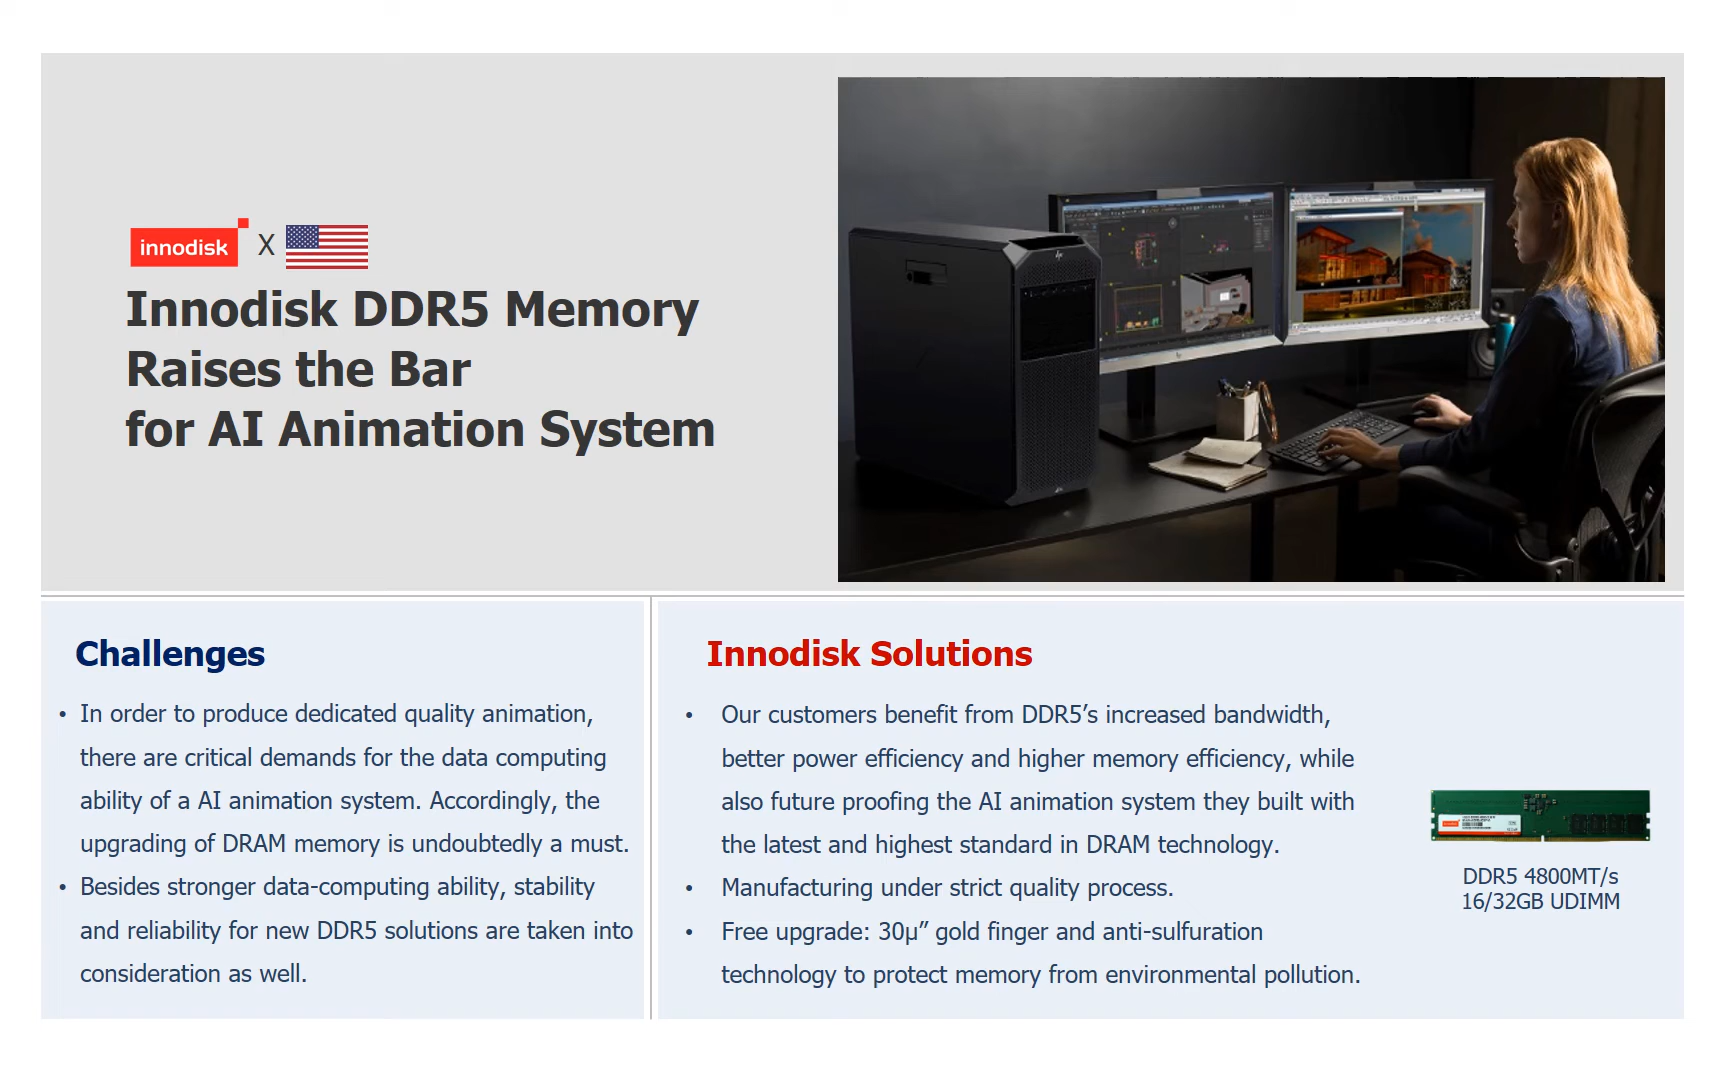 innodisk X
Innodisk DDR5 Memory
Raises the Bar
for AI Animation System
Challenges
• In order to produce dedicated quality animation,
there are critical demands for the data computing
ability of a AI animation system. Accordingly, the
upgrading of DRAM memory is undoubtedly a must.
• Besides stronger data-computing ability, stability
and reliability for new DDR5 solutions are taken into
consideration as well.
Innodisk Solutions
• Our customers benefit from DDR5’s increased bandwidth,
better power efficiency and higher memory efficiency, while
also future proofing the AI animation system they built with
the latest and highest standard in DRAM technology.
• Manufacturing under strict quality process.
• Free upgrade: 30μ” gold finger and anti-sulfuration
technology to protect memory from environmental pollution.
DDR5 4800MT/s
16/32GB UDIMM